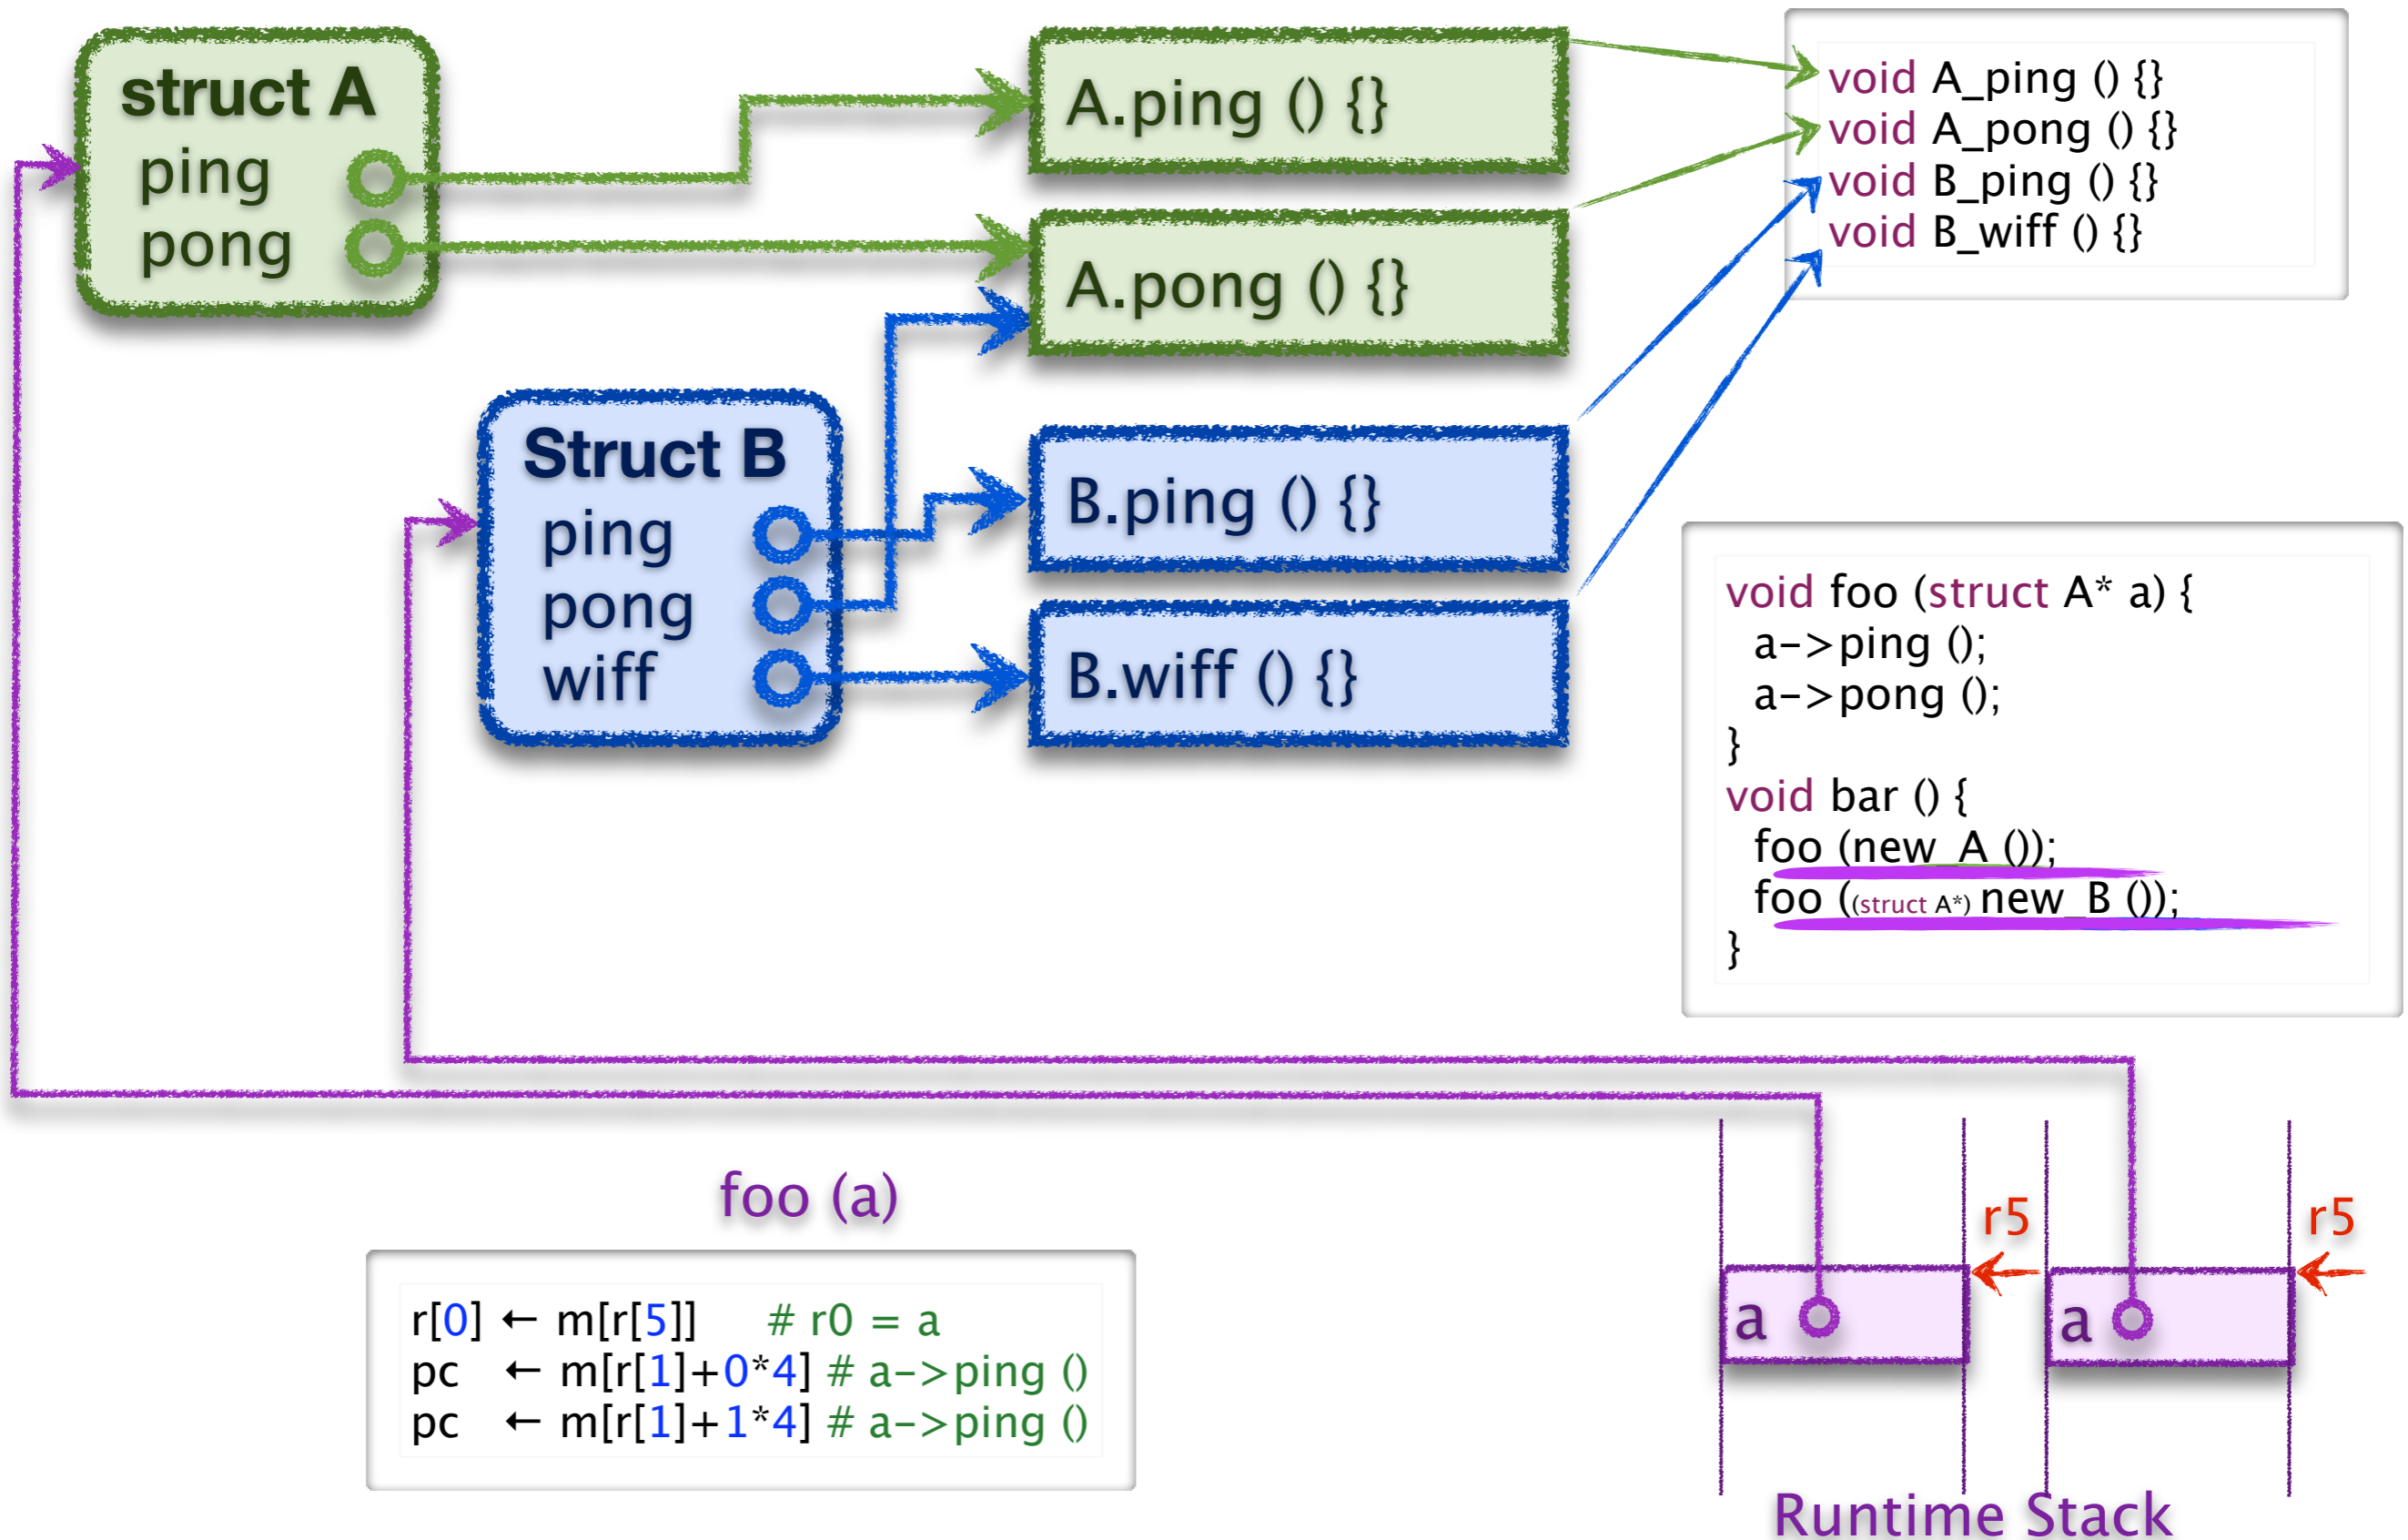 struct A
ping
pong
A.ping () {}
A.pong () {}
void A_ping () {}
void A_pong () {}
void B_ping () {}
void B_wiff () {}
Struct B
ping
pong
wiff
B.ping () {}
B.wiff () {}
void foo (struct A* a) {
a->ping ();
a->pong ();
}
void bar () {
foo (new_A ());
foo ((struct A*) new_B ());
}
foo (a)
r[0] ← m[r[5]] # r0 = a
pc ← m[r[1]+0*4] # a->ping ()
pc ← m[r[1]+1*4] # a->ping ()
r5
r5
a
a
Runtime Stack